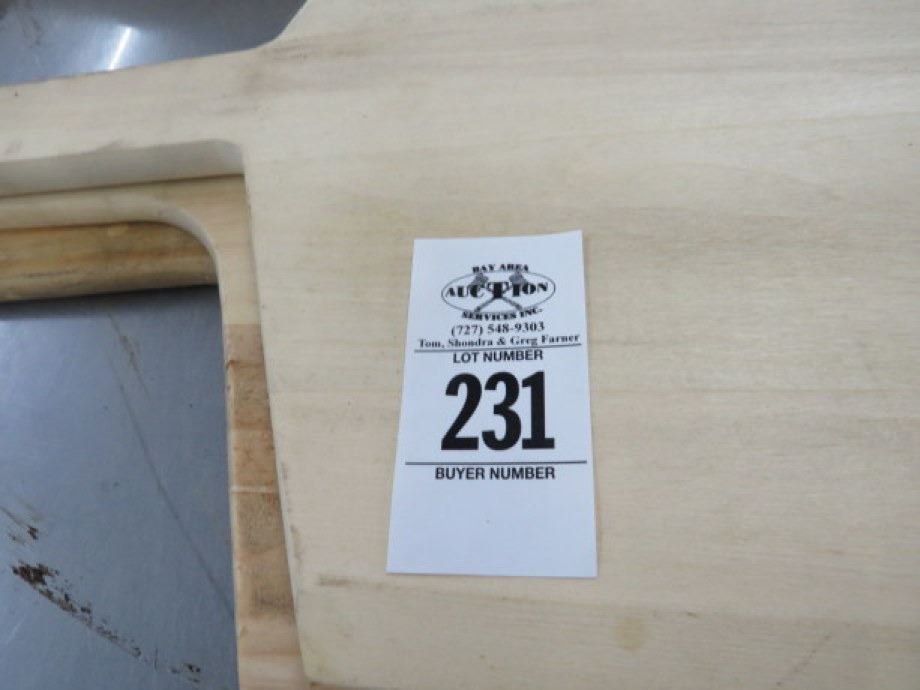 BAY AREA
AUCTION
SERVICES INC.
(727) 548-9303
Tom, Shondra & Greg Farner
LOT NUMBER
231
BUYER NUMBER